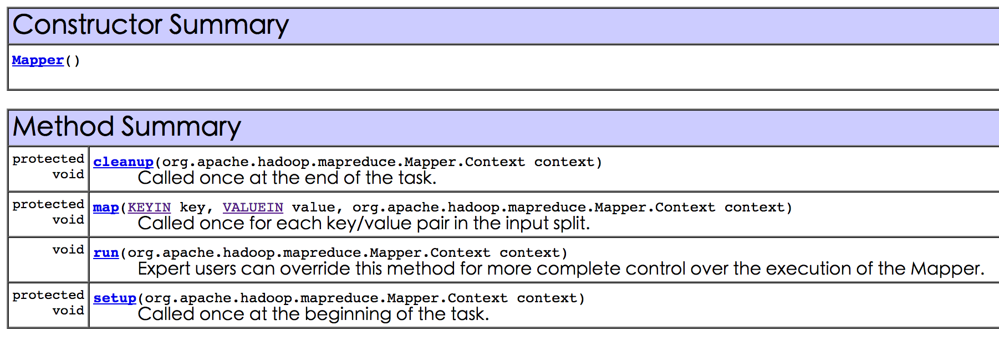 Constructor Summary
Mapper()
Method Summary
protected void cleanup(org.apache.hadoop.mapreduce.Mapper.Context context)
Called once at the end of the task.
protected void map(KEYIN key, VALUEIN value, org.apache.hadoop.mapreduce.Mapper.Context context)
Called once for each key/value pair in the input split.
void run(org.apache.hadoop.mapreduce.Mapper.Context context)
Expert users can override this method for more complete control over the execution of the Mapper.
protected void setup(org.apache.hadoop.mapreduce.Mapper.Context context)
Called once at the beginning of the task.